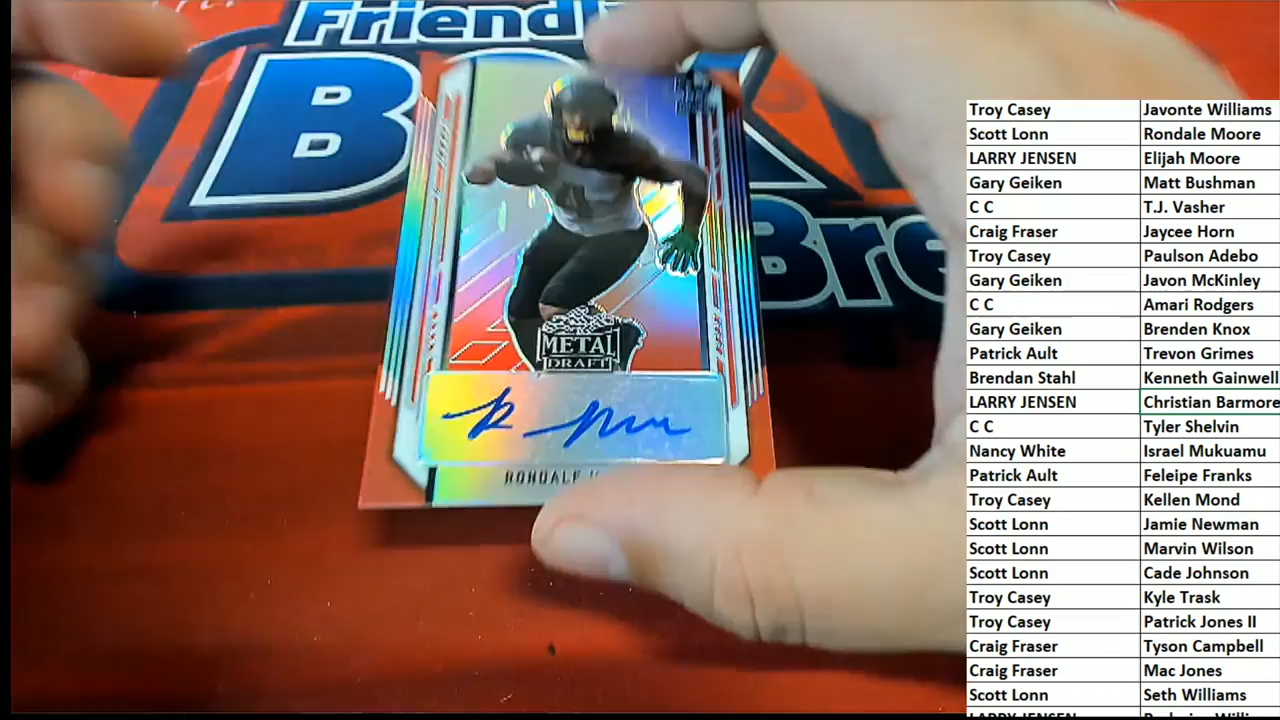 Friendl
BOX
Bre
4
METAL
DRAFT
RONDALE
Troy Casey Javonte Williams
Scott Lonn Rondale Moore
LARRY JENSEN Elijah Moore
Gary Geiken Matt Bushman
C C T.J. Vasher
Craig Fraser Jaycee Horn
Troy Casey Paulson Adebo
Gary Geiken Javon McKinley
C C Amari Rodgers
Gary Geiken Brenden Knox
Patrick Ault Trevon Grimes
Brendan Stahl Kenneth Gainwell
LARRY JENSEN Christian Barmore
C C Tyler Shelvin
Nancy White Israel Mukuamu
Patrick Ault Feleipe Franks
Troy Casey Kellen Mond
Scott Lonn Jamie Newman
Scott Lonn Marvin Wilson
Scott Lonn Cade Johnson
Troy Casey Kyle Trask
Troy Casey Patrick Jones II
Craig Fraser Tyson Campbell
Craig Fraser Mac Jones
Scott Lonn Seth Williams
LARRY JENSEN